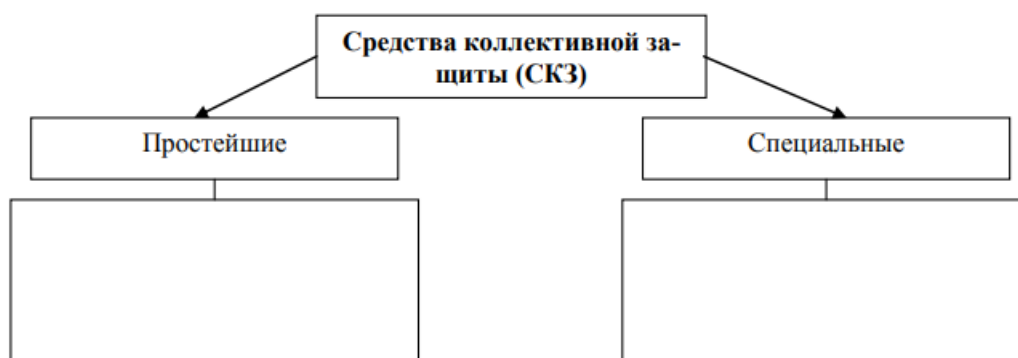 Средства коллективной за-
щиты (СКЗ)
Простейшие
Специальные